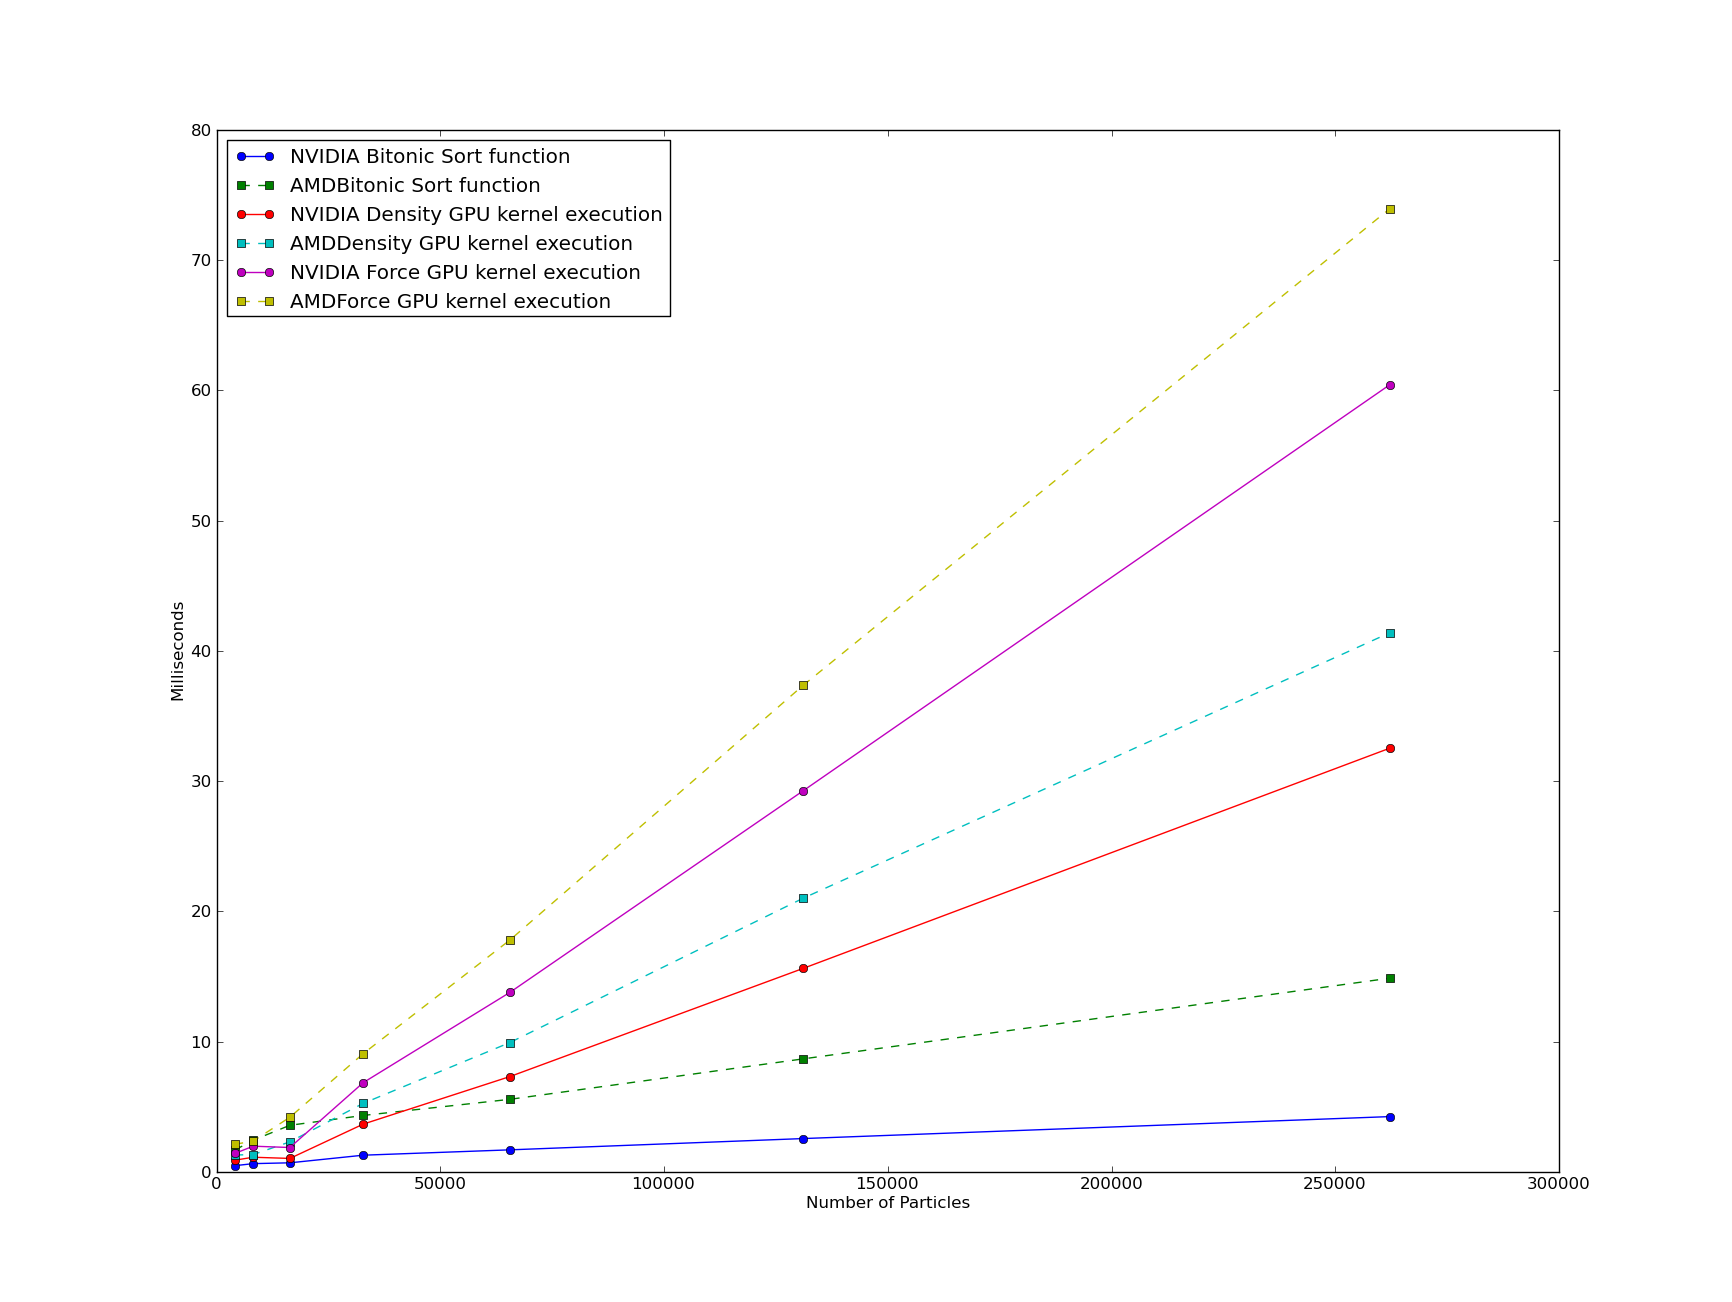 80
70
60
50
40
30
20
10
0
Milliseconds
NVIDIA Bitonic Sort function
AMDBitonic Sort function
NVIDIA Density GPU kernel execution
AMDDensity GPU kernel execution
NVIDIA Force GPU kernel execution
AMDForce GPU kernel execution
0 50000 100000 150000 200000 250000 300000
Number of Particles